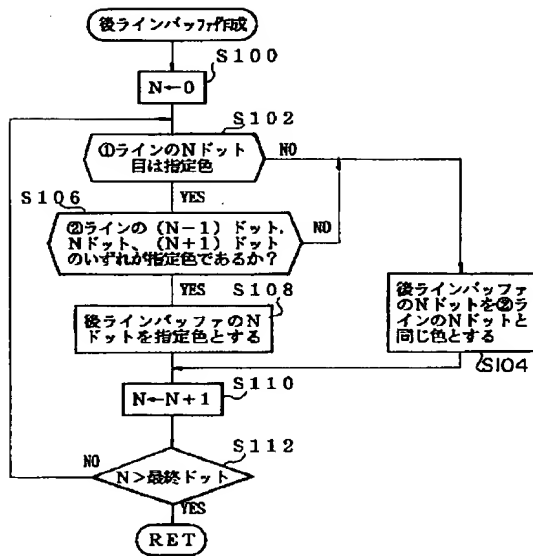 後ラインバッファ作成
S100
N←0
S102
①ラインのNドット
目は指定色
NO
YES
S106
②ラインの(N-1)ドット、
Nドット、(N+1)ドット
のいずれが指定色であるか?
NO
YES
S108
後ラインバッファのN
ドットを指定色とする
後ラインバッファ
のNドットを②ラ
インのNドットと
同じ色とする
S104
S110
N←N+1
S112
NO
N>最終ドット
YES
RET